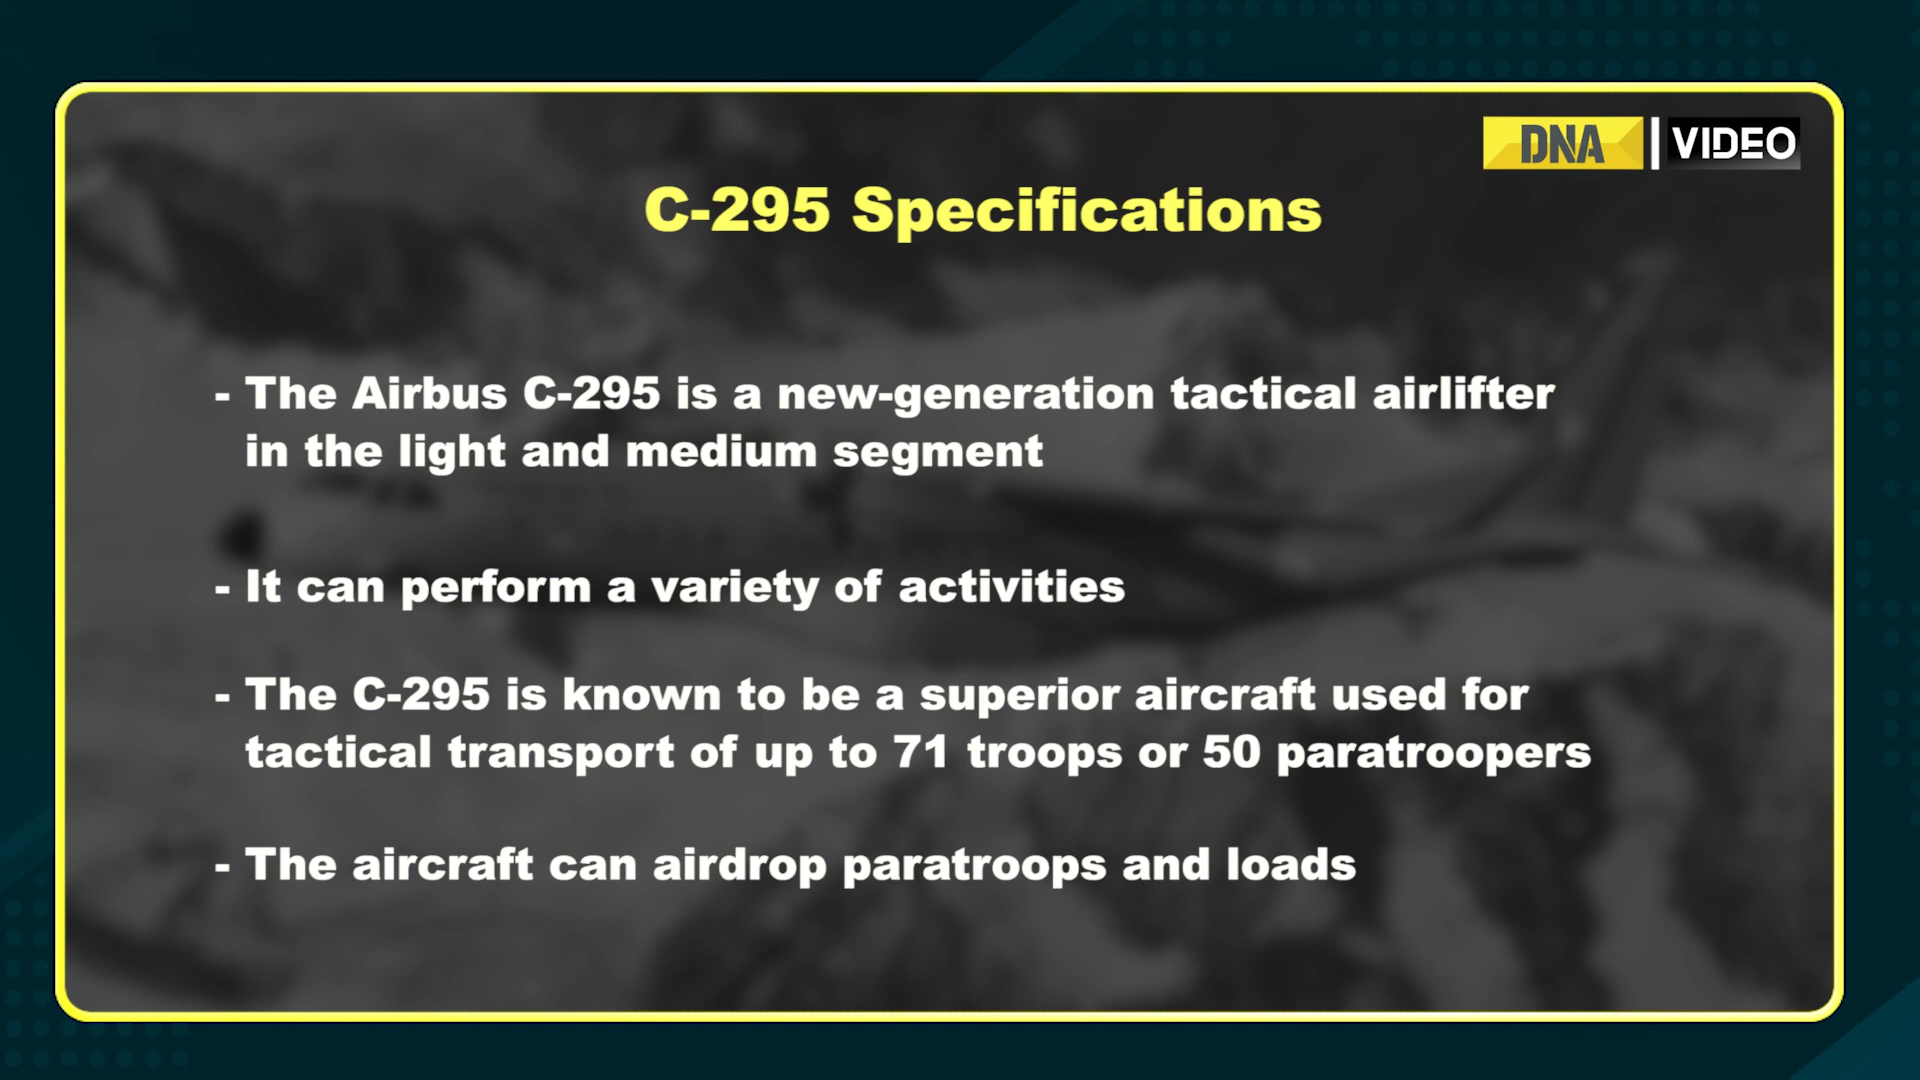 DNA VIDEO
C-295 Specifications
- The Airbus C-295 is a new-generation tactical airlifter
in the light and medium segment
- It can perform a variety of activities
- The C-295 is known to be a superior aircraft used for
tactical transport of up to 71 troops or 50 paratroopers
- The aircraft can airdrop paratroops and loads